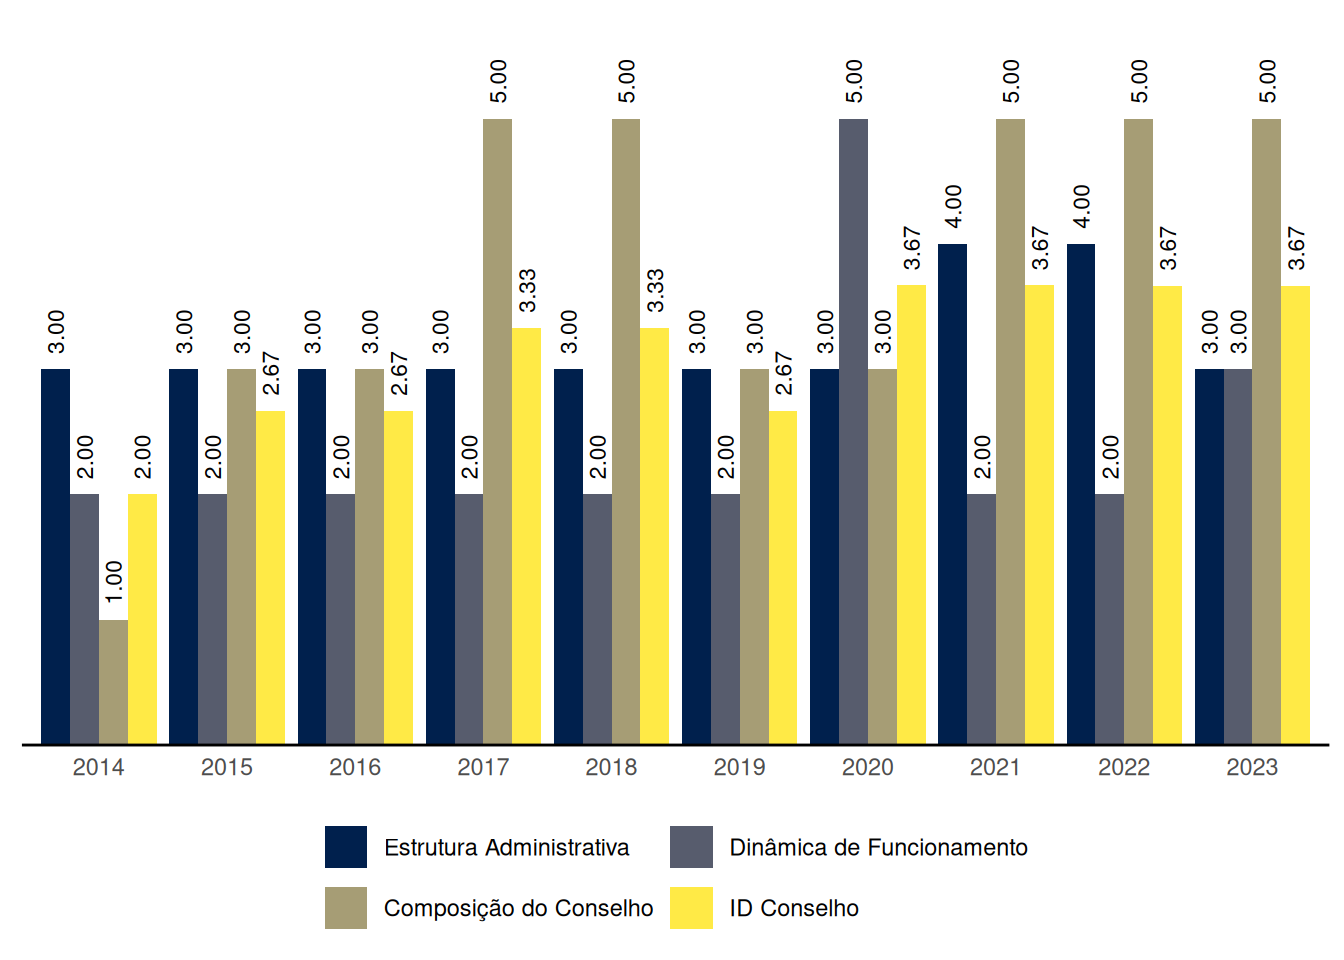 3.00 2.00 1.00 2.00
3.00 2.00 3.00 2.67
3.00 2.00 3.00 2.67
3.00 2.00 5.00 3.33
3.00 2.00 5.00 3.33
3.00 2.00 3.00 2.67
3.00 5.00 3.00 3.67
4.00 2.00 5.00 3.67
4.00 2.00 5.00 3.67
3.00 3.00 5.00 3.67
2014 2015 2016 2017 2018 2019 2020 2021 2022 2023
Estrutura Administrativa Dinâmica de Funcionamento
Composição do Conselho ID Conselho